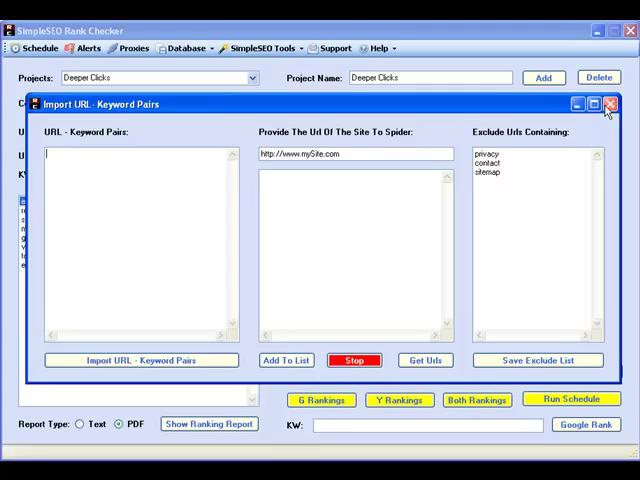 SimpleSEO Rank Checker
Schedule Alerts Proxies Database SimpleSEO Tools Support Help
Projects: Deeper Clicks Project Name: Deeper Clicks Add Delete
Import URL- Keyword Pairs
URL - Keyword Pairs: Provide The Url Of The Site To Spider: Exclude Urls Containing:
http://www.mySite.com
privacy
contact
sitemap
Import URL - Keyword Pairs Add To List Stop Get Urls Save Exclude List
G Rankings Y Rankings Both Rankings Run Schedule
Report Type: Text PDF Show Ranking Report KW: Google Rank